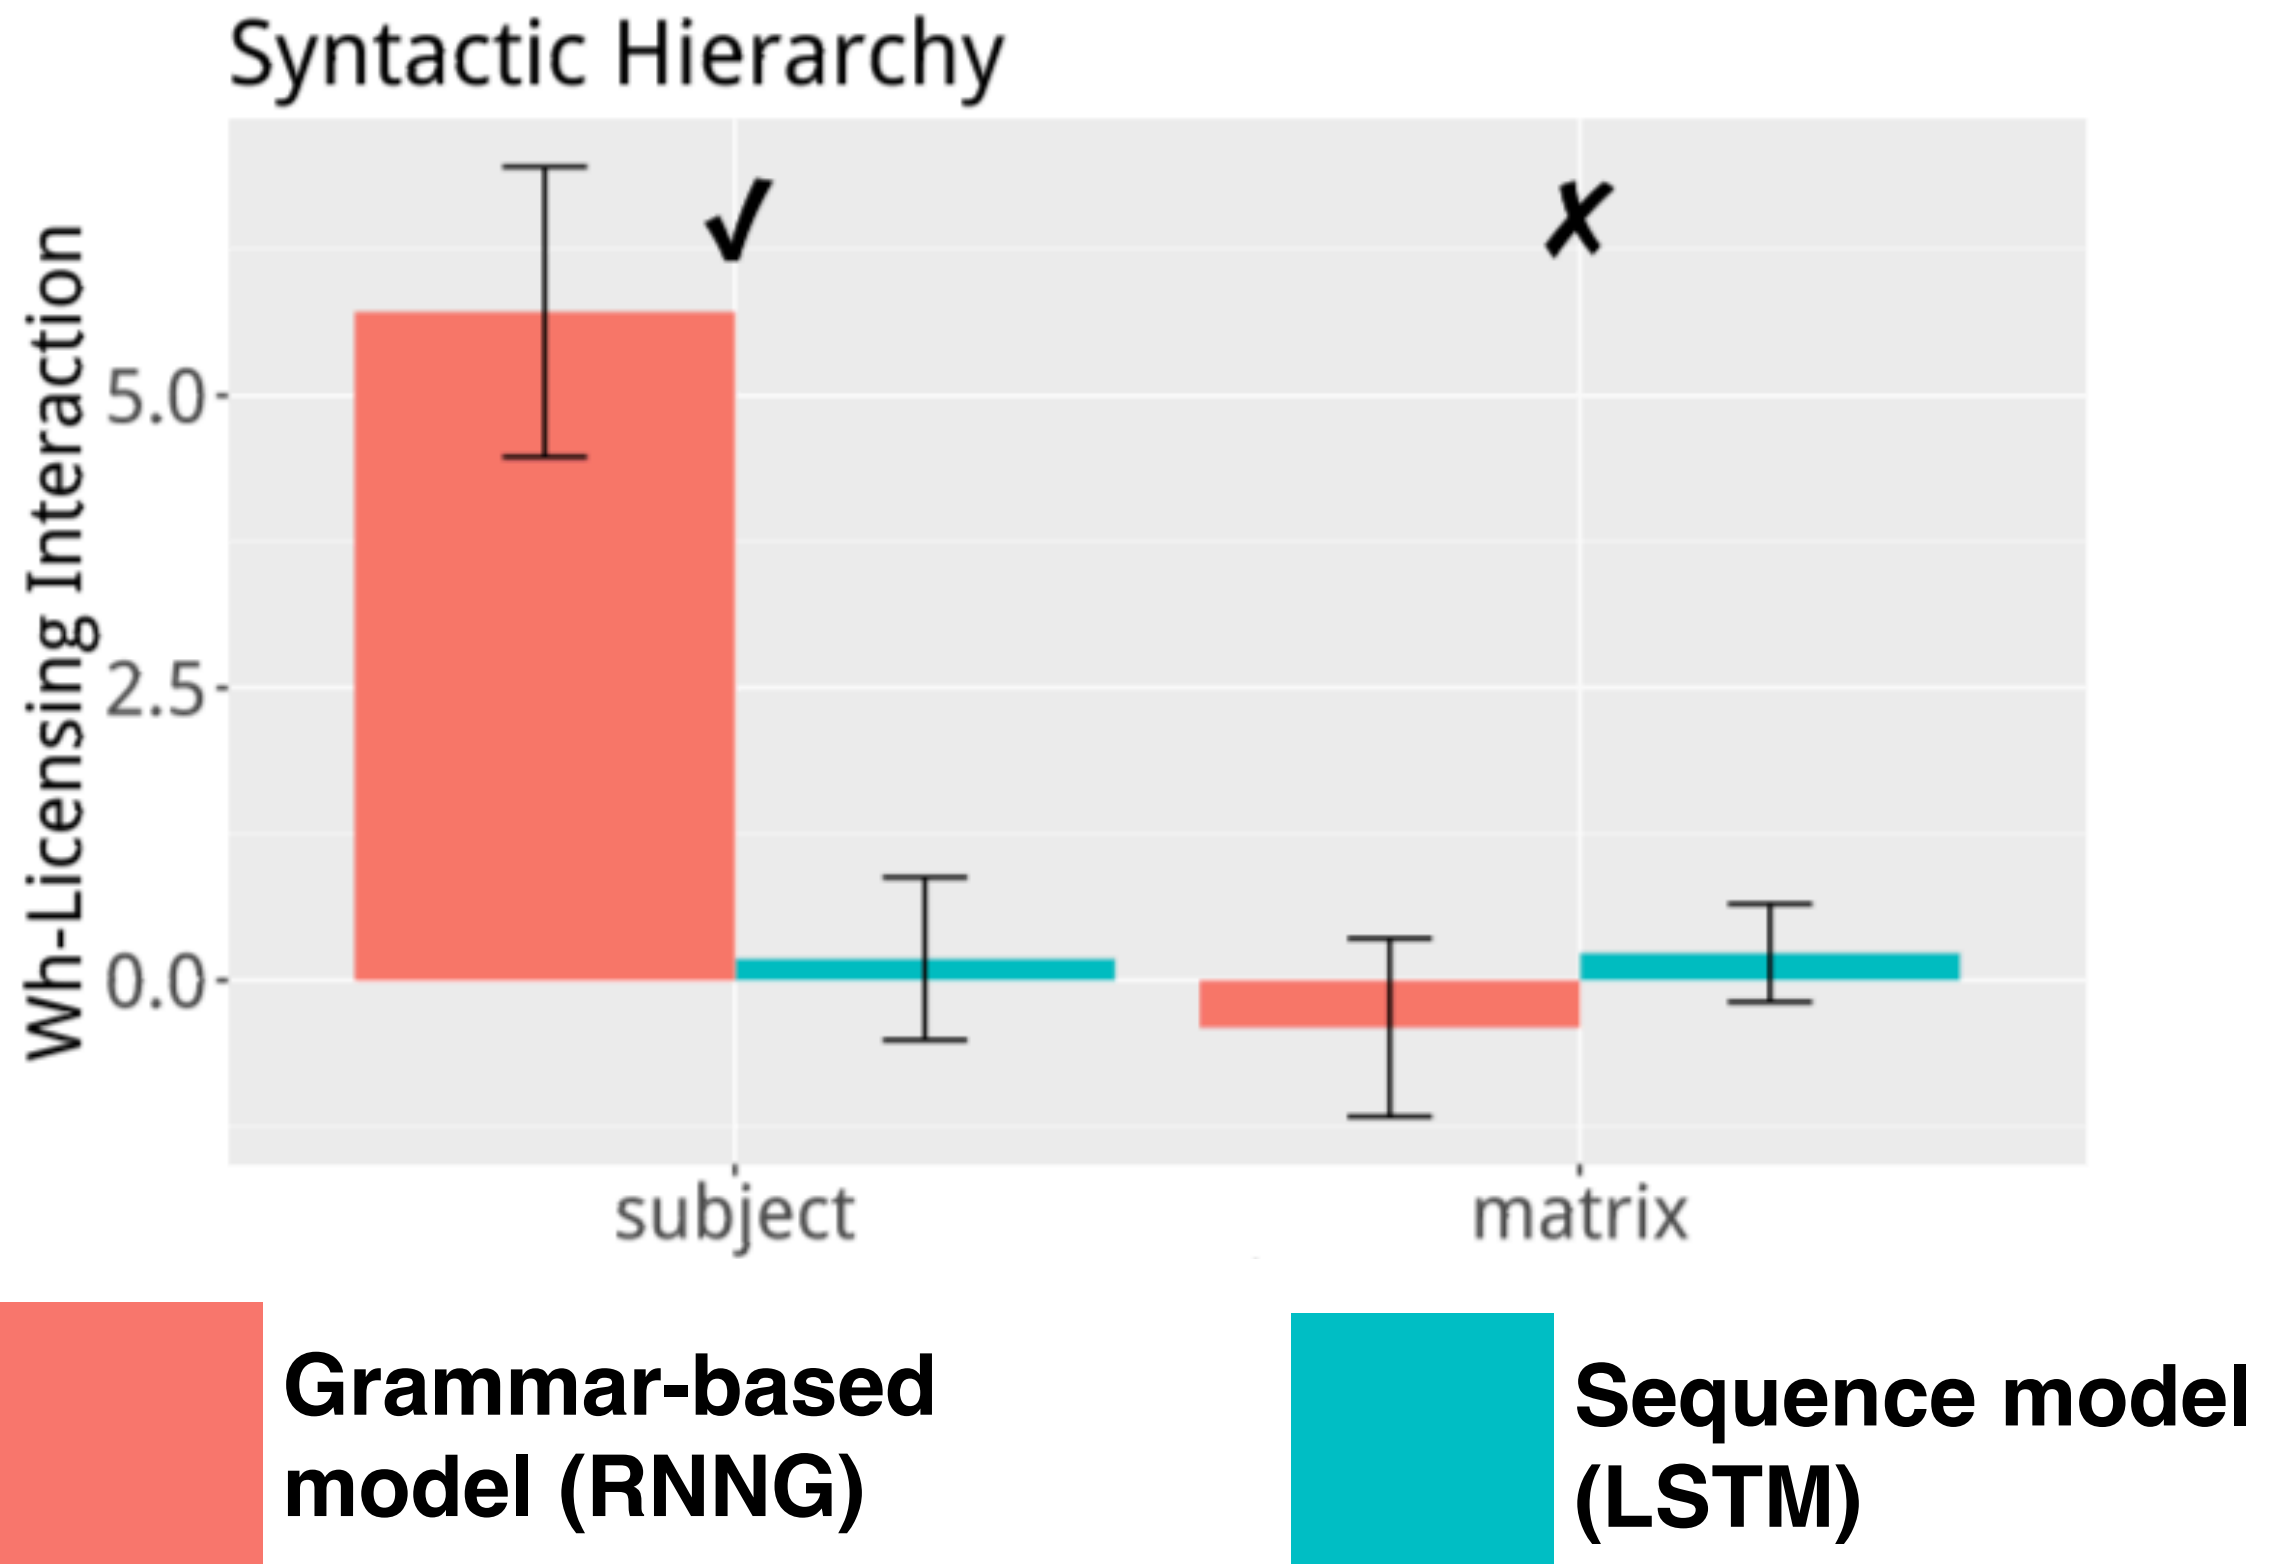 Syntactic Hierarchy
Wh-Licensing Interaction
✓ ✗
5.0
2.5
0.0
subject matrix
Grammar-based
model (RNNG)
Sequence model
(LSTM)